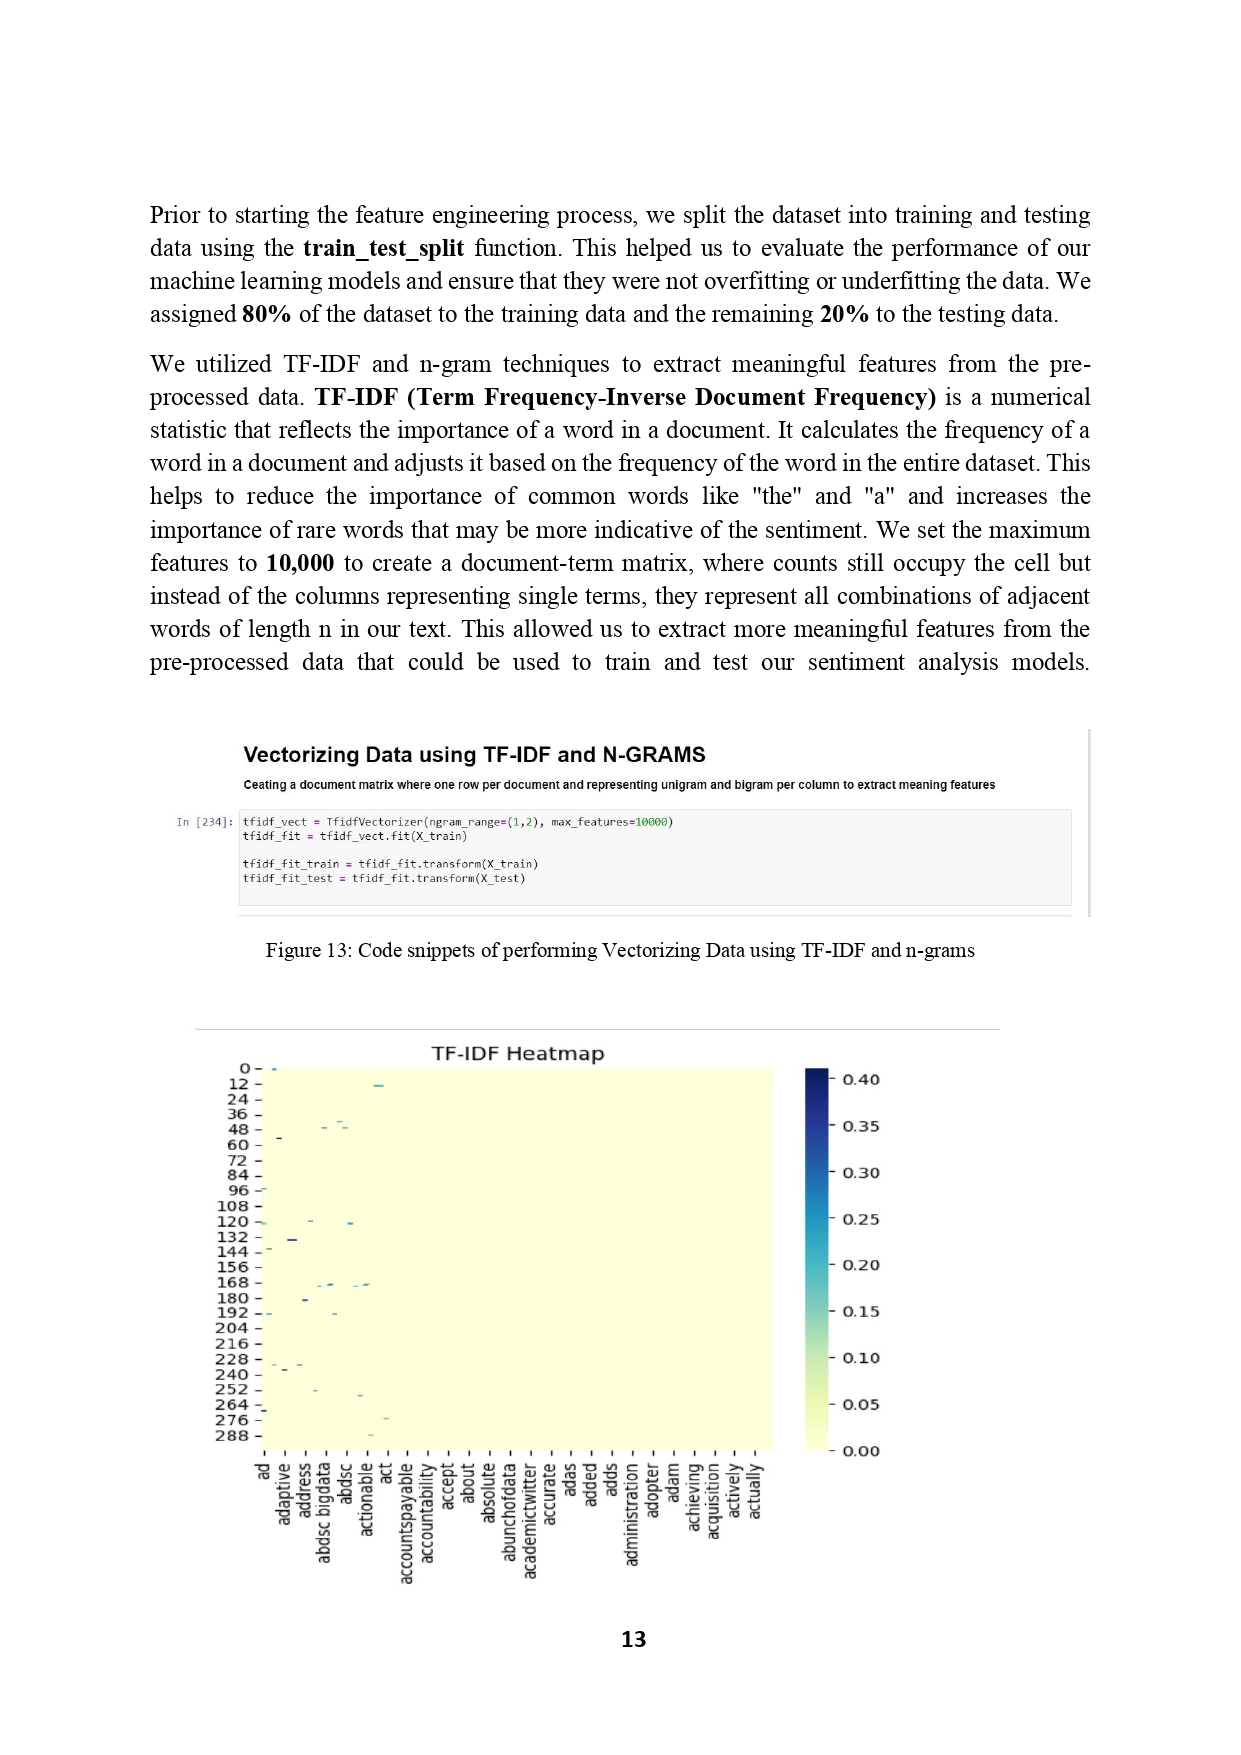 Prior to starting the feature engineering process, we split the dataset into training and testing
data using the train_test_split function. This helped us to evaluate the performance of our
machine learning models and ensure that they were not overfitting or underfitting the data. We
assigned 80% of the dataset to the training data and the remaining 20% to the testing data.
We utilized TF-IDF and n-gram techniques to extract meaningful features from the pre-
processed data. TF-IDF (Term Frequency-Inverse Document Frequency) is a numerical
statistic that reflects the importance of a word in a document. It calculates the frequency of a
word in a document and adjusts it based on the frequency of the word in the entire dataset. This
helps to reduce the importance of common words like "the" and "a" and increases the
importance of rare words that may be more indicative of the sentiment. We set the maximum
features to 10,000 to create a document-term matrix, where counts still occupy the cell but
instead of the columns representing single terms, they represent all combinations of adjacent
words of length n in our text. This allowed us to extract more meaningful features from the
pre-processed data that could be used to train and test our sentiment analysis models.
Vectorizing Data using TF-IDF and N-GRAMS
Ceating a document matrix where one row per document and representing unigram and bigram per column to extract meaning features
In [234]: tfidf_vect = TfidfVectorizer(ngram_range=(1,2), max_features=10000)
tfidf_fit = tfidf_vect.fit(X_train)
tfidf_fit_train = tfidf_fit.transform(X_train)
tfidf_fit_test = tfidf_fit.transform(X_test)
Figure 13: Code snippets of performing Vectorizing Data using TF-IDF and n-grams
TF-IDF Heatmap
0
12
24
36
48
60
72
84
96
108
120
132
144
156
168
180
192
204
216
228
240
252
264
276
288
0.40
0.35
0.30
0.25
0.20
0.15
0.10
0.05
0.00
ad
adaptive
address
abdsc bigdata
abdsc
actionable
act
accountspayable
accountability
accept
about
absolute
abunchofdata
academictwitter
accurate
adas
added
adds
administration
adopter
adam
achieving
acquisition
actively
actually
13